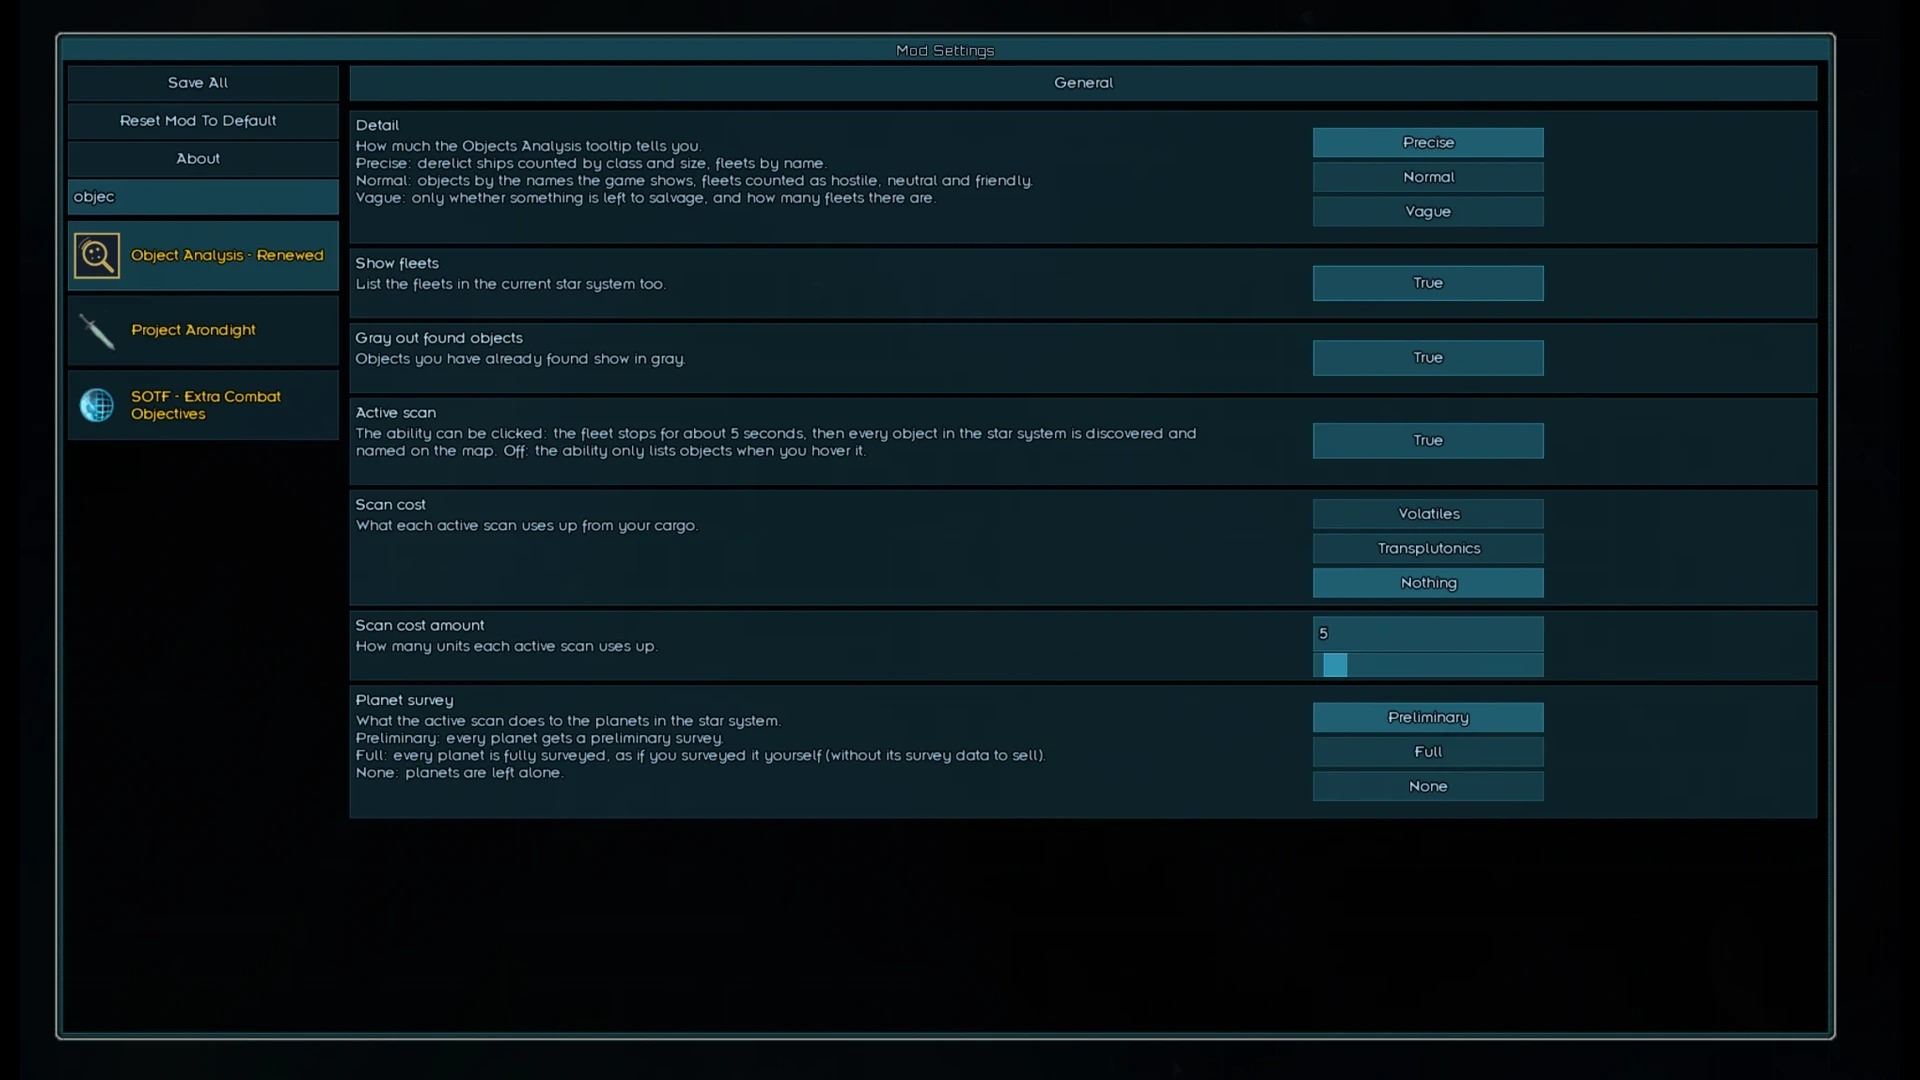 Mod Settings
Save All
Reset Mod To Default
About
objec
Object Analysis - Renewed
Project Arondight
SOTF - Extra Combat
Objectives
General
Detail
How much the Objects Analysis tooltip tells you.
Precise: derelict ships counted by class and size, fleets by name.
Normal: objects by the names the game shows, fleets counted as hostile, neutral and friendly.
Vague: only whether something is left to salvage, and how many fleets there are.
Precise
Normal
Vague
Show fleets
List the fleets in the current star system too.
True
Gray out found objects
Objects you have already found show in gray.
True
Active scan
The ability can be clicked: the fleet stops for about 5 seconds, then every object in the star system is discovered and
named on the map. Off: the ability only lists objects when you hover it.
True
Scan cost
What each active scan uses up from your cargo.
Volatiles
Transplutonics
Nothing
Scan cost amount
How many units each active scan uses up.
5
Planet survey
What the active scan does to the planets in the star system.
Preliminary: every planet gets a preliminary survey.
Full: every planet is fully surveyed, as if you surveyed it yourself (without its survey data to sell).
None: planets are left alone.
Preliminary
Full
None